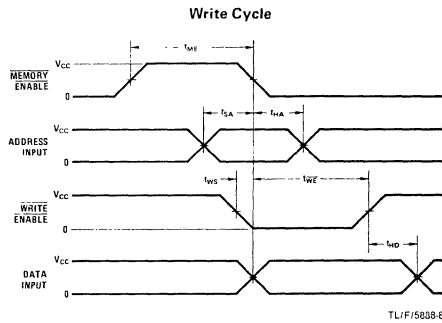 Write Cycle
tME
VCC
MEMORY
ENABLE
0
tSA
tHA
VCC
ADDRESS
INPUT
0
tWS
tWE
VCC
WRITE
ENABLE
0
tHD
VCC
DATA
INPUT
0
TL/F/5888-8